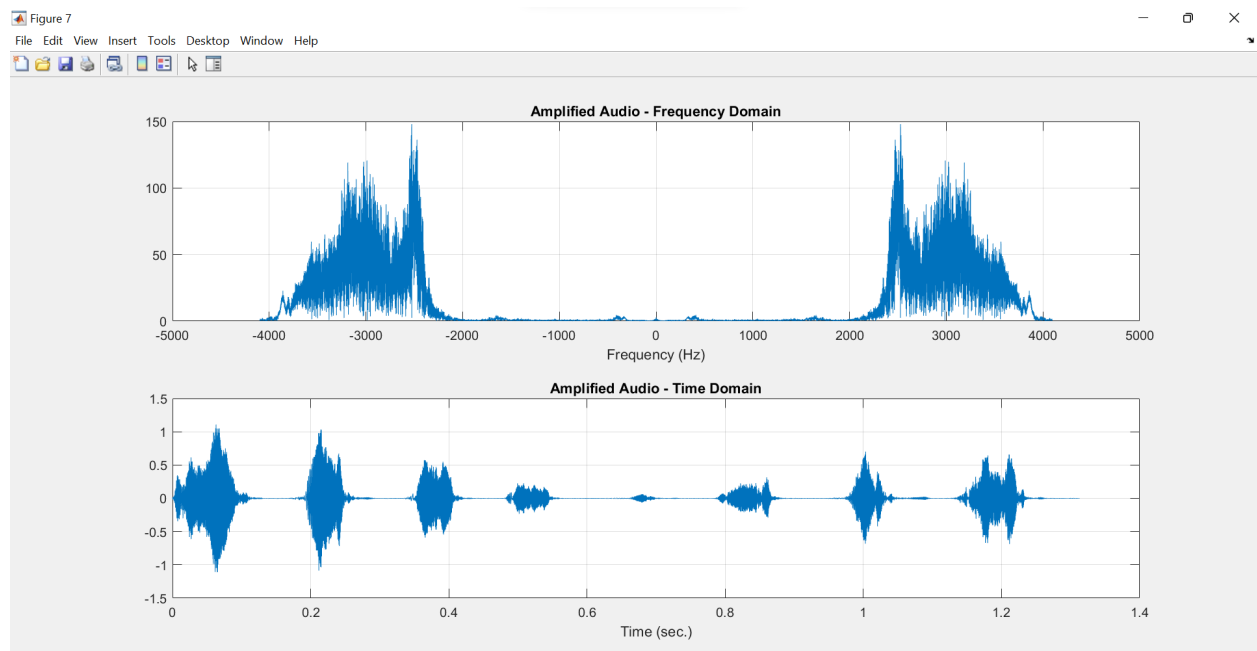 Figure 7
File Edit View Insert Tools Desktop Window Help
Amplified Audio - Frequency Domain
150
100
50
0
-5000 -4000 -3000 -2000 -1000 0 1000 2000 3000 4000 5000
Frequency (Hz)
Amplified Audio - Time Domain
1.5
1
0.5
0
-0.5
-1
-1.5
0 0.2 0.4 0.6 0.8 1 1.2 1.4
Time (sec.)